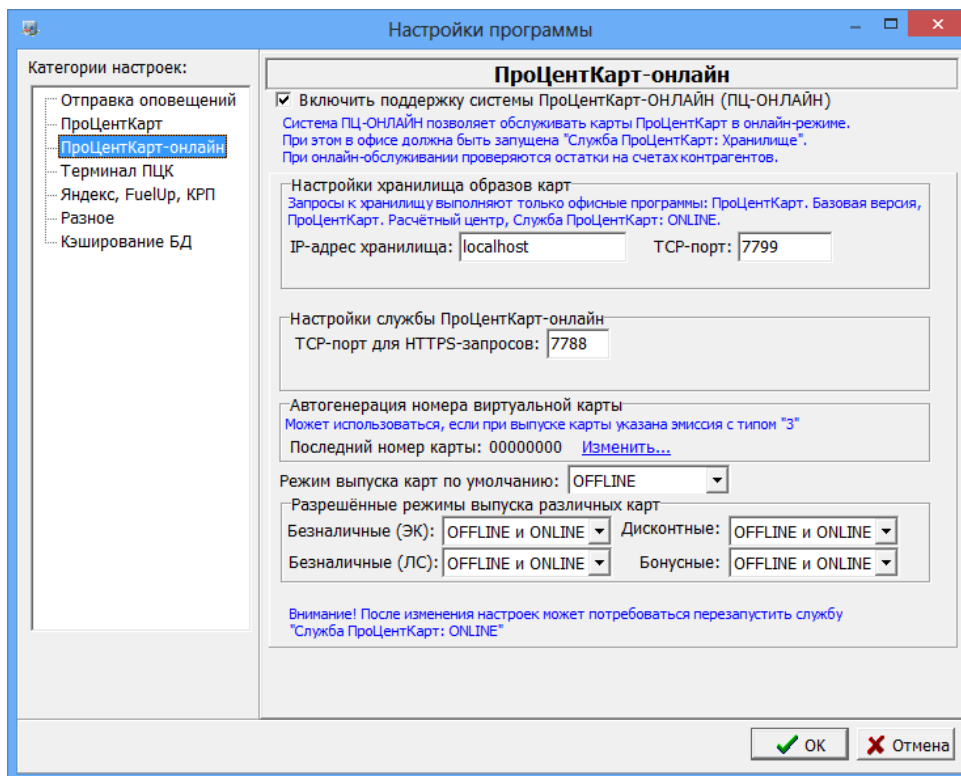 Настройки программы
Категории настроек:
Отправка оповещений
ПроЦентКарт
ПроЦентКарт-онлайн
Терминал ПЦК
Яндекс, FuelUp, КРП
Разное
Кэширование БД
ПроЦентКарт-онлайн
Включить поддержку системы ПроЦентКарт-ОНЛАЙН (ПЦ-ОНЛАЙН)
Система ПЦ-ОНЛАЙН позволяет обслуживать карты ПроЦентКарт в онлайн-режиме.
При этом в офисе должна быть запущена "Служба ПроЦентКарт: Хранилище".
При онлайн-обслуживании проверяются остатки на счетах контрагентов.
Настройки хранилища образов карт
Запросы к хранилищу выполняют только офисные программы: ПроЦентКарт. Базовая версия,
ПроЦентКарт. Расчётный центр, Служба ПроЦентКарт: ONLINE.
IP-адрес хранилища: localhost TCP-порт: 7799
Настройки службы ПроЦентКарт-онлайн
TCP-порт для HTTPS-запросов: 7788
Автогенерация номера виртуальной карты
Может использоваться, если при выпуске карты указана эмиссия с типом "3"
Последний номер карты: 00000000 Изменить...
Режим выпуска карт по умолчанию: OFFLINE
Разрешённые режимы выпуска различных карт
Безналичные (ЭК): OFFLINE и ONLINE Дисконтные: OFFLINE и ONLINE
Безналичные (ЛС): OFFLINE и ONLINE Бонусные: OFFLINE и ONLINE
Внимание! После изменения настроек может потребоваться перезапустить службу
"Служба ПроЦентКарт: ONLINE"
OK Отмена